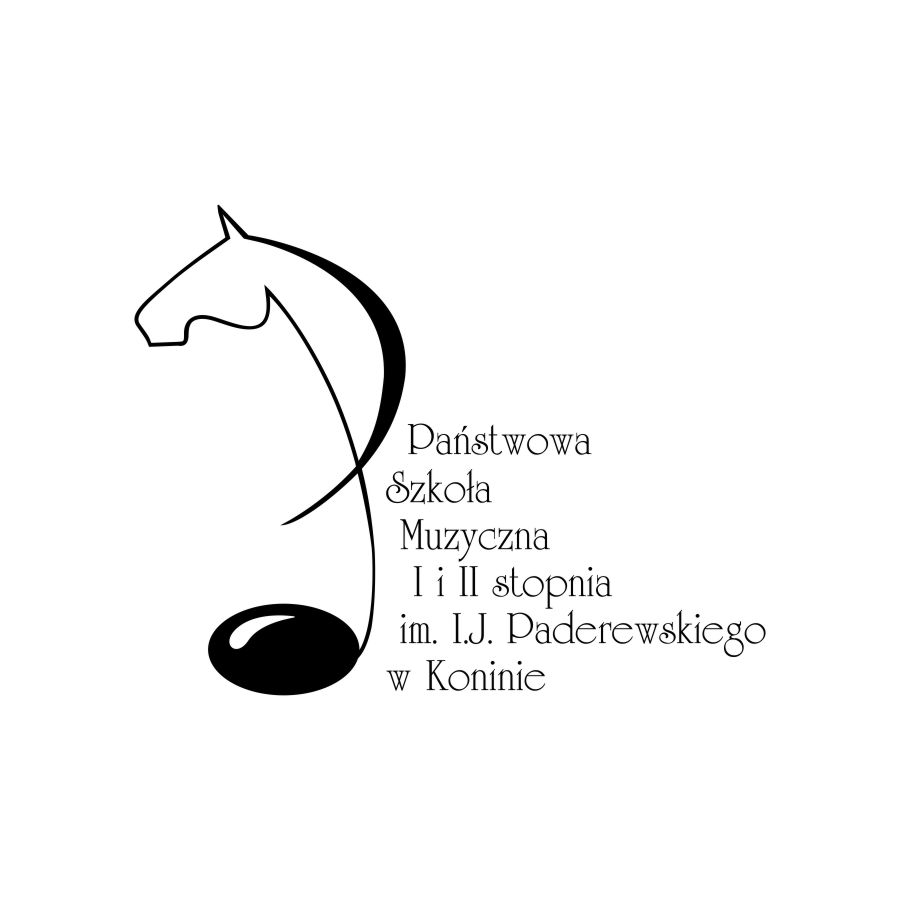 Państwowa
Szkoła
Muzyczna
I i II stopnia
im. I.J. Paderewskiego
w Koninie